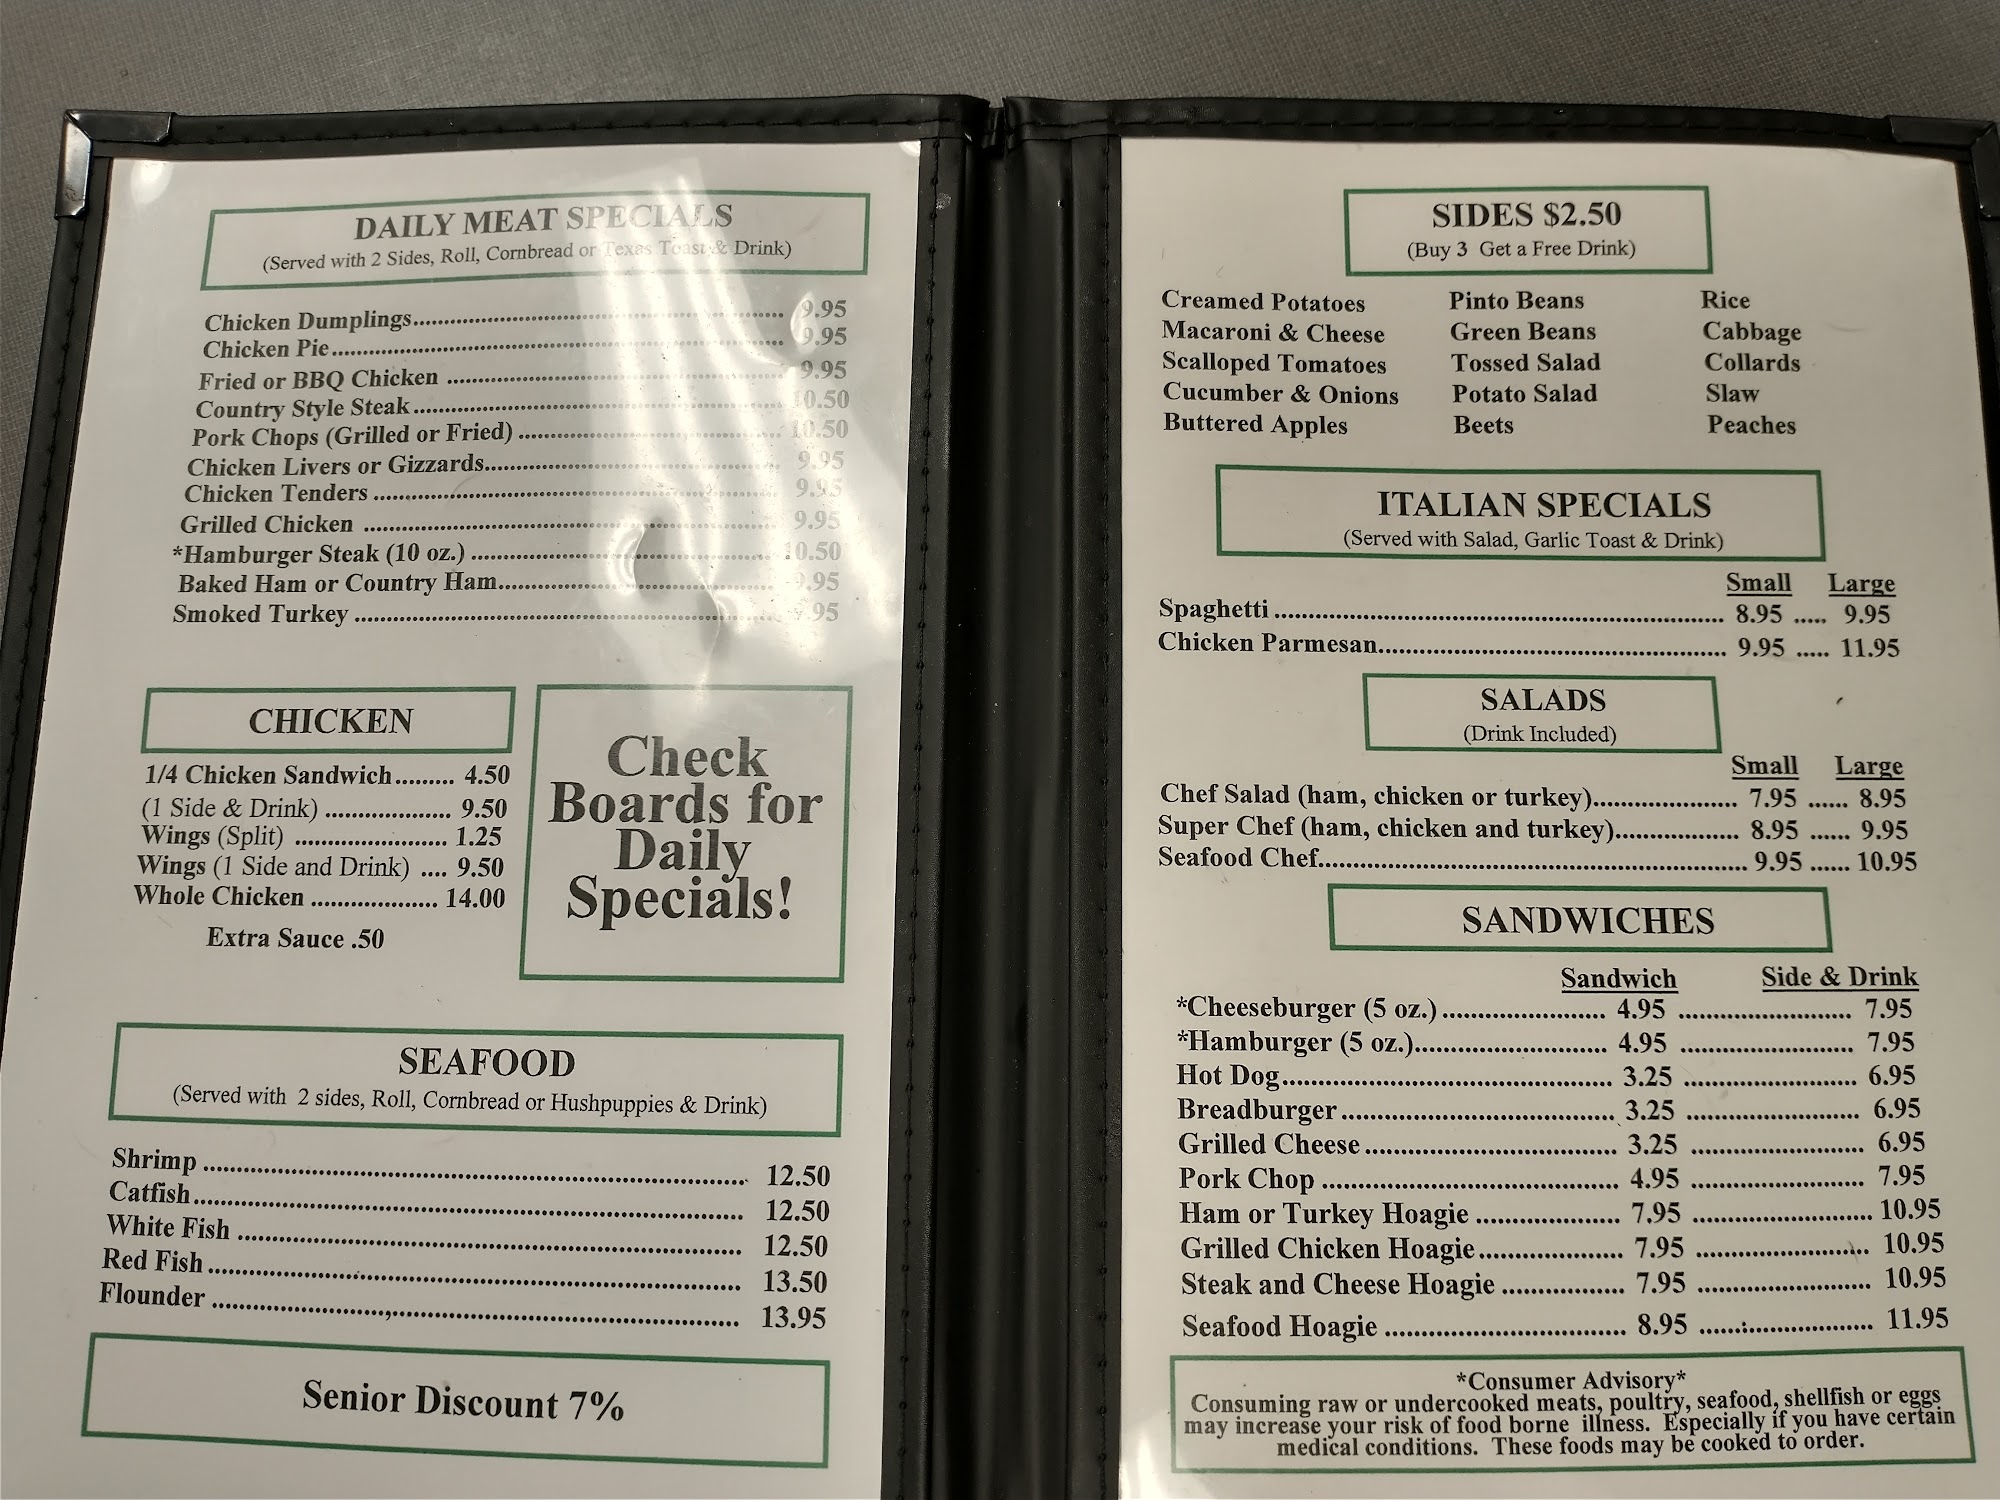 DAILY MEAT SPECIALS
(Served with 2 Sides, Roll, Cornbread or Texas Toast & Drink)
Chicken Dumplings.................... 9.95
Chicken Pie.................... 9.95
Fried or BBQ Chicken .................... 9.95
Country Style Steak.................... 10.50
Pork Chops (Grilled or Fried) .................... 10.50
Chicken Livers or Gizzards.................... 9.95
Chicken Tenders .................... 9.95
Grilled Chicken .................... 9.95
*Hamburger Steak (10 oz.) .................... 10.50
Baked Ham or Country Ham.................... 9.95
Smoked Turkey .................... 9.95
CHICKEN
1/4 Chicken Sandwich......... 4.50
(1 Side & Drink) ................... 9.50
Wings (Split) ....................... 1.25
Wings (1 Side and Drink) .... 9.50
Whole Chicken ................... 14.00
Extra Sauce .50
Check
Boards for
Daily
Specials!
SEAFOOD
(Served with 2 sides, Roll, Cornbread or Hushpuppies & Drink)
Shrimp .................... 12.50
Catfish.................... 12.50
White Fish .................... 12.50
Red Fish .................... 13.50
Flounder .................... 13.95
Senior Discount 7%
SIDES $2.50
(Buy 3 Get a Free Drink)
Creamed Potatoes Pinto Beans Rice
Macaroni & Cheese Green Beans Cabbage
Scalloped Tomatoes Tossed Salad Collards
Cucumber & Onions Potato Salad Slaw
Buttered Apples Beets Peaches
ITALIAN SPECIALS
(Served with Salad, Garlic Toast & Drink)
Small Large
Spaghetti .................... 8.95 ..... 9.95
Chicken Parmesan.................... 9.95 ..... 11.95
SALADS
(Drink Included)
Small Large
Chef Salad (ham, chicken or turkey)...................... 7.95 ...... 8.95
Super Chef (ham, chicken and turkey)................... 8.95 ...... 9.95
Seafood Chef.................... 9.95 ...... 10.95
SANDWICHES
Sandwich Side & Drink
*Cheeseburger (5 oz.) .................... 4.95 .................... 7.95
*Hamburger (5 oz.).................... 4.95 .................... 7.95
Hot Dog.................... 3.25 .................... 6.95
Breadburger .................... 3.25 .................... 6.95
Grilled Cheese .................... 3.25 .................... 6.95
Pork Chop .................... 4.95 .................... 7.95
Ham or Turkey Hoagie .................... 7.95 .................... 10.95
Grilled Chicken Hoagie.................... 7.95 .................... 10.95
Steak and Cheese Hoagie .................... 7.95 .................... 10.95
Seafood Hoagie .................... 8.95 .................... 11.95
*Consumer Advisory*
Consuming raw or undercooked meats, poultry, seafood, shellfish or eggs
may increase your risk of food borne illness. Especially if you have certain
medical conditions. These foods may be cooked to order.